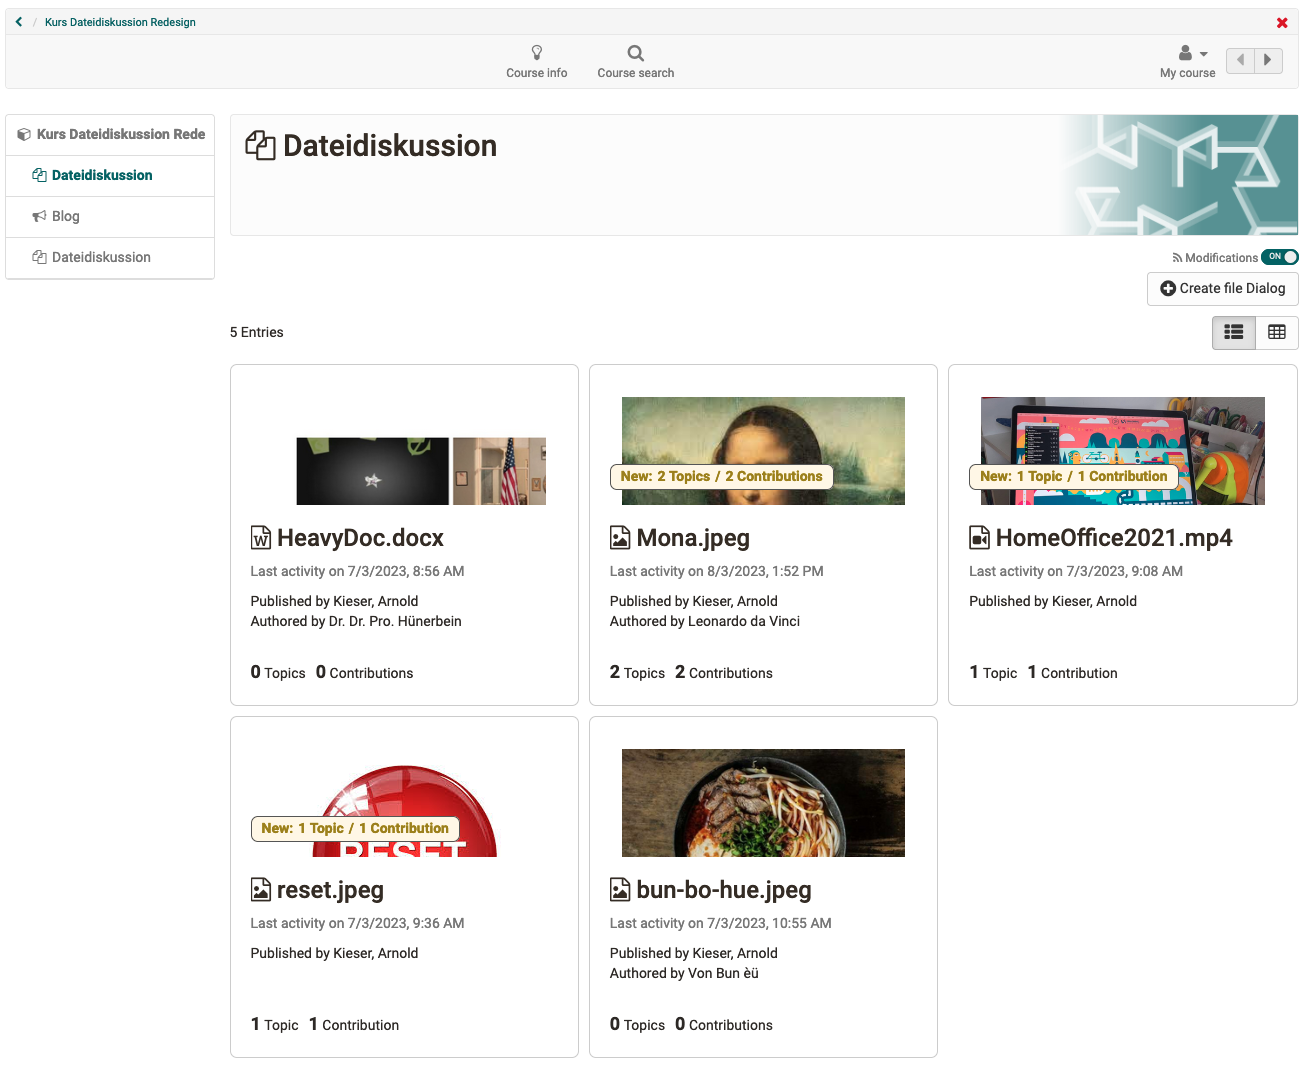 / Kurs Dateidiskussion Redesign
Course info
Course search
My course
Kurs Dateidiskussion Rede
Dateidiskussion
Blog
Dateidiskussion
Dateidiskussion
Modifications ON
Create file Dialog
5 Entries
HeavyDoc.docx
Last activity on 7/3/2023, 8:56 AM
Published by Kieser, Arnold
Authored by Dr. Dr. Pro. Hünerbein
0 Topics 0 Contributions
New: 2 Topics / 2 Contributions
Mona.jpeg
Last activity on 8/3/2023, 1:52 PM
Published by Kieser, Arnold
Authored by Leonardo da Vinci
2 Topics 2 Contributions
New: 1 Topic / 1 Contribution
HomeOffice2021.mp4
Last activity on 7/3/2023, 9:08 AM
Published by Kieser, Arnold
1 Topic 1 Contribution
New: 1 Topic / 1 Contribution
RESET
reset.jpeg
Last activity on 7/3/2023, 9:36 AM
Published by Kieser, Arnold
1 Topic 1 Contribution
bun-bo-hue.jpeg
Last activity on 7/3/2023, 10:55 AM
Published by Kieser, Arnold
Authored by Von Bun èü
0 Topics 0 Contributions